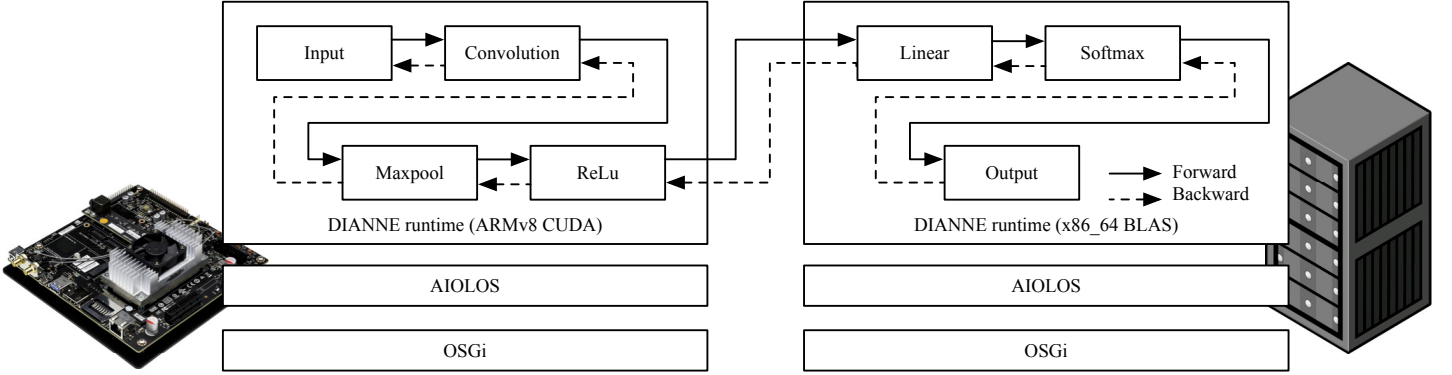 Input
Convolution
Maxpool
ReLu
DIANNE runtime (ARMv8 CUDA)
AIOLOS
OSGi
Linear
Softmax
Output
Forward
Backward
DIANNE runtime (x86_64 BLAS)
AIOLOS
OSGi